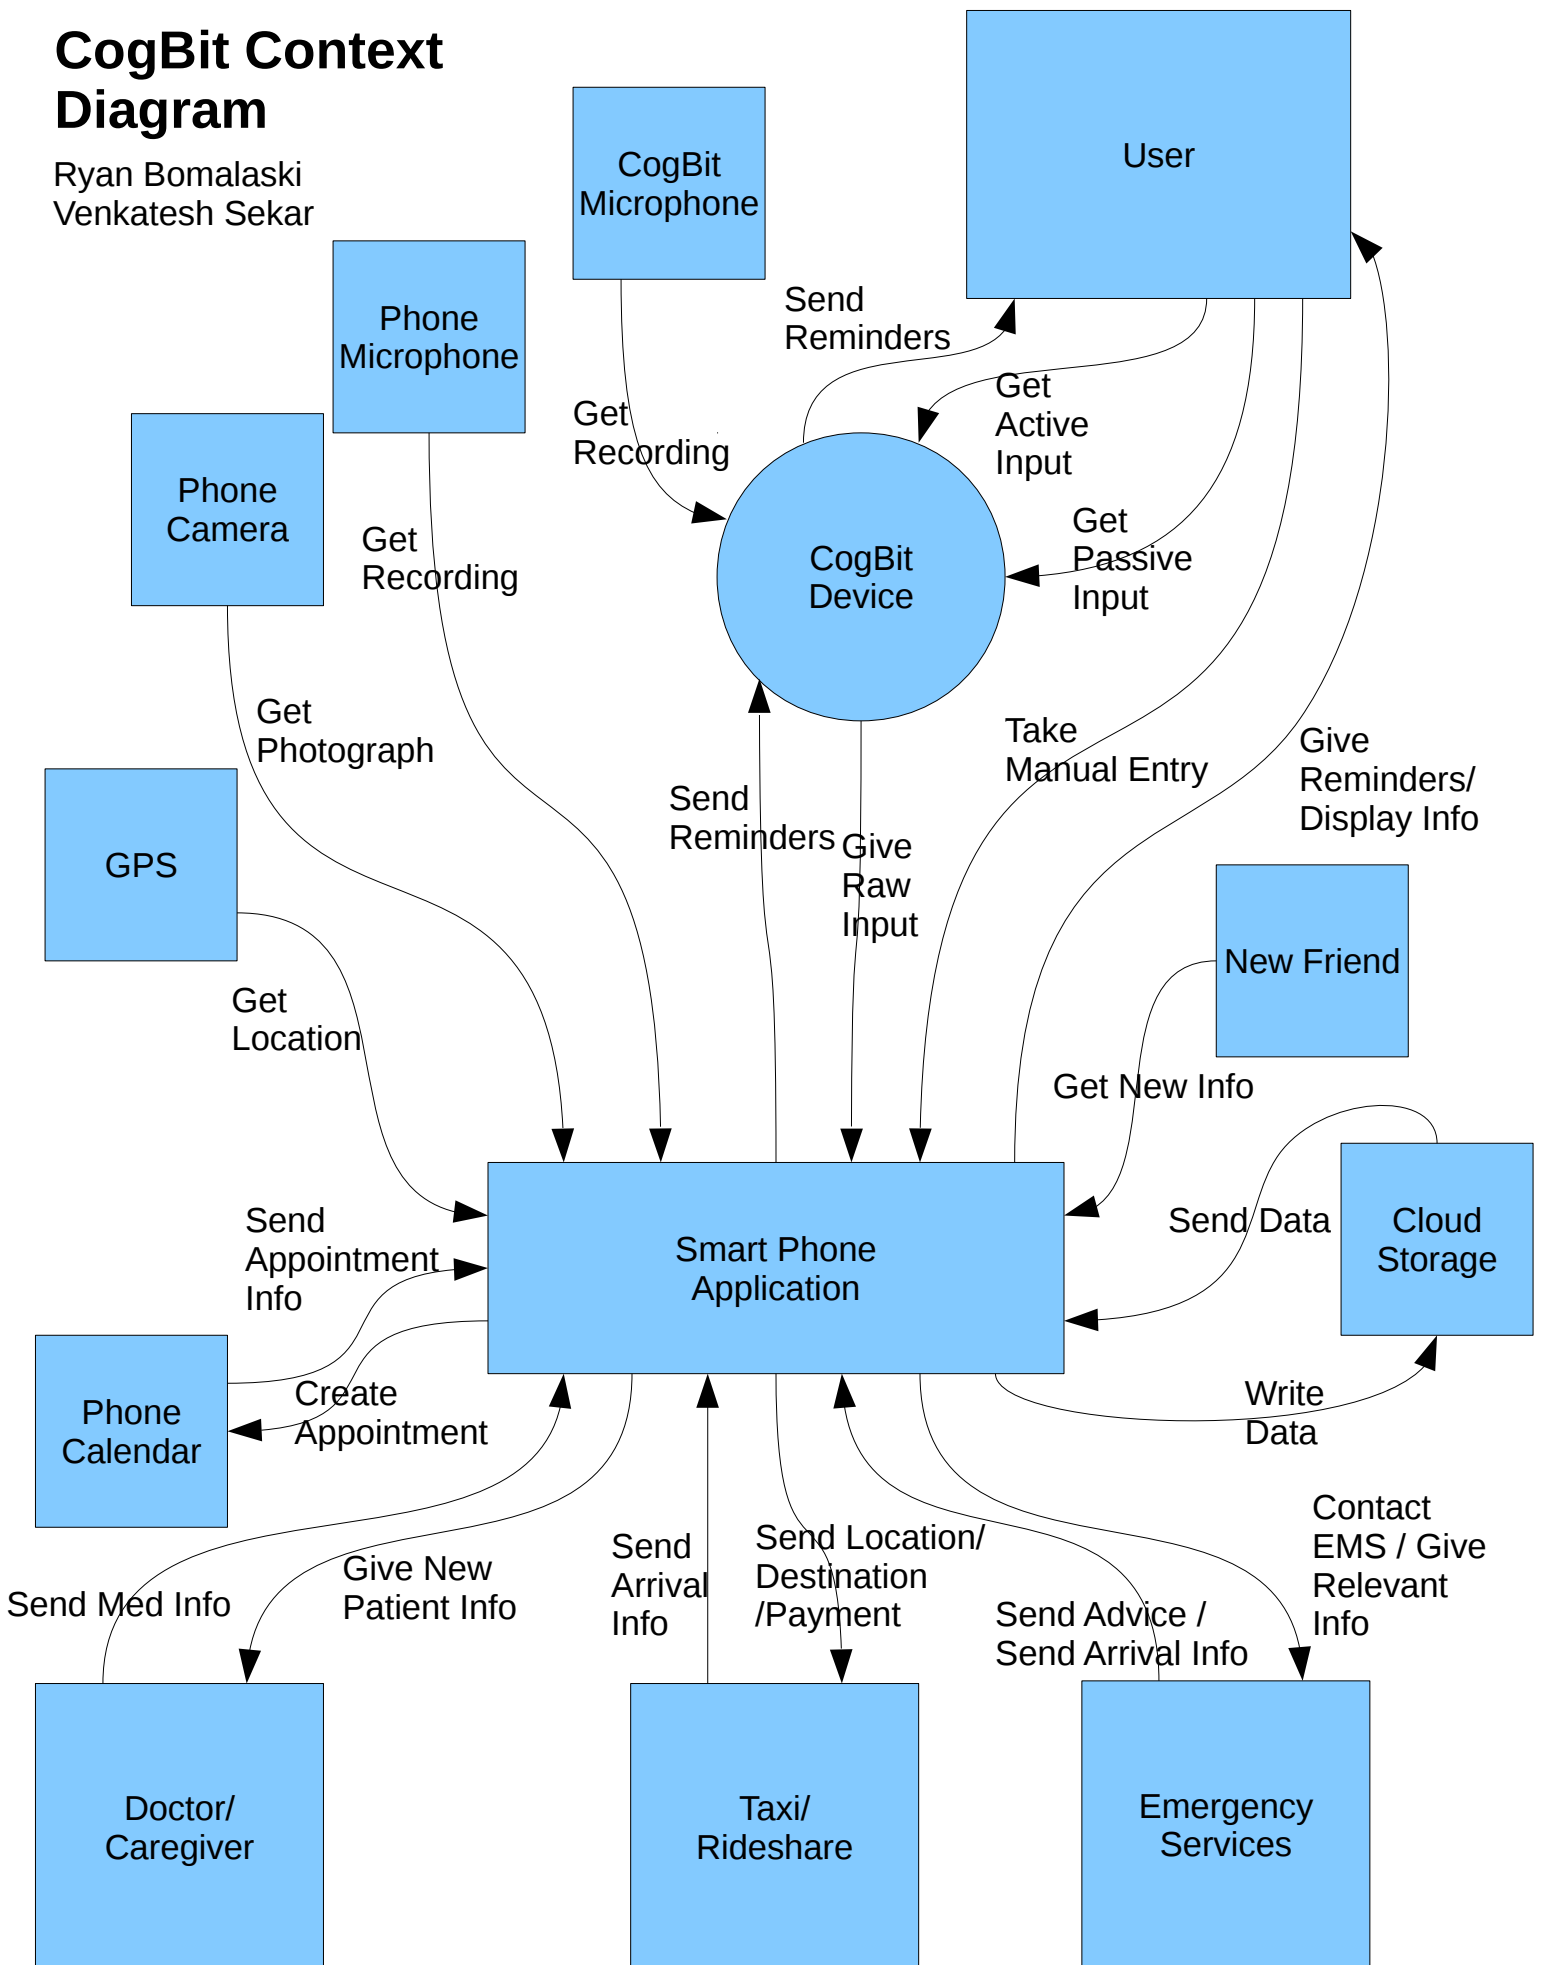 CogBit Context
Diagram
Ryan Bomalaski
Venkatesh Sekar
CogBit
Microphone
User
Phone
Microphone
Send
Reminders
Get
Recording
Get
Active
Input
Phone
Camera
Get
Recording
CogBit
Device
Get
Passive
Input
Get
Photograph
Send
Reminders
Give
Raw
Input
Take
Manual Entry
Give
Reminders/
Display Info
GPS
New Friend
Get
Location
Get New Info
Send
Appointment
Info
Smart Phone
Application
Send Data
Cloud
Storage
Phone
Calendar
Create
Appointment
Write
Data
Send Med Info
Give New
Patient Info
Send
Arrival
Info
Send Location/
Destination
/Payment
Send Advice /
Send Arrival Info
Contact
EMS / Give
Relevant
Info
Doctor/
Caregiver
Taxi/
Rideshare
Emergency
Services